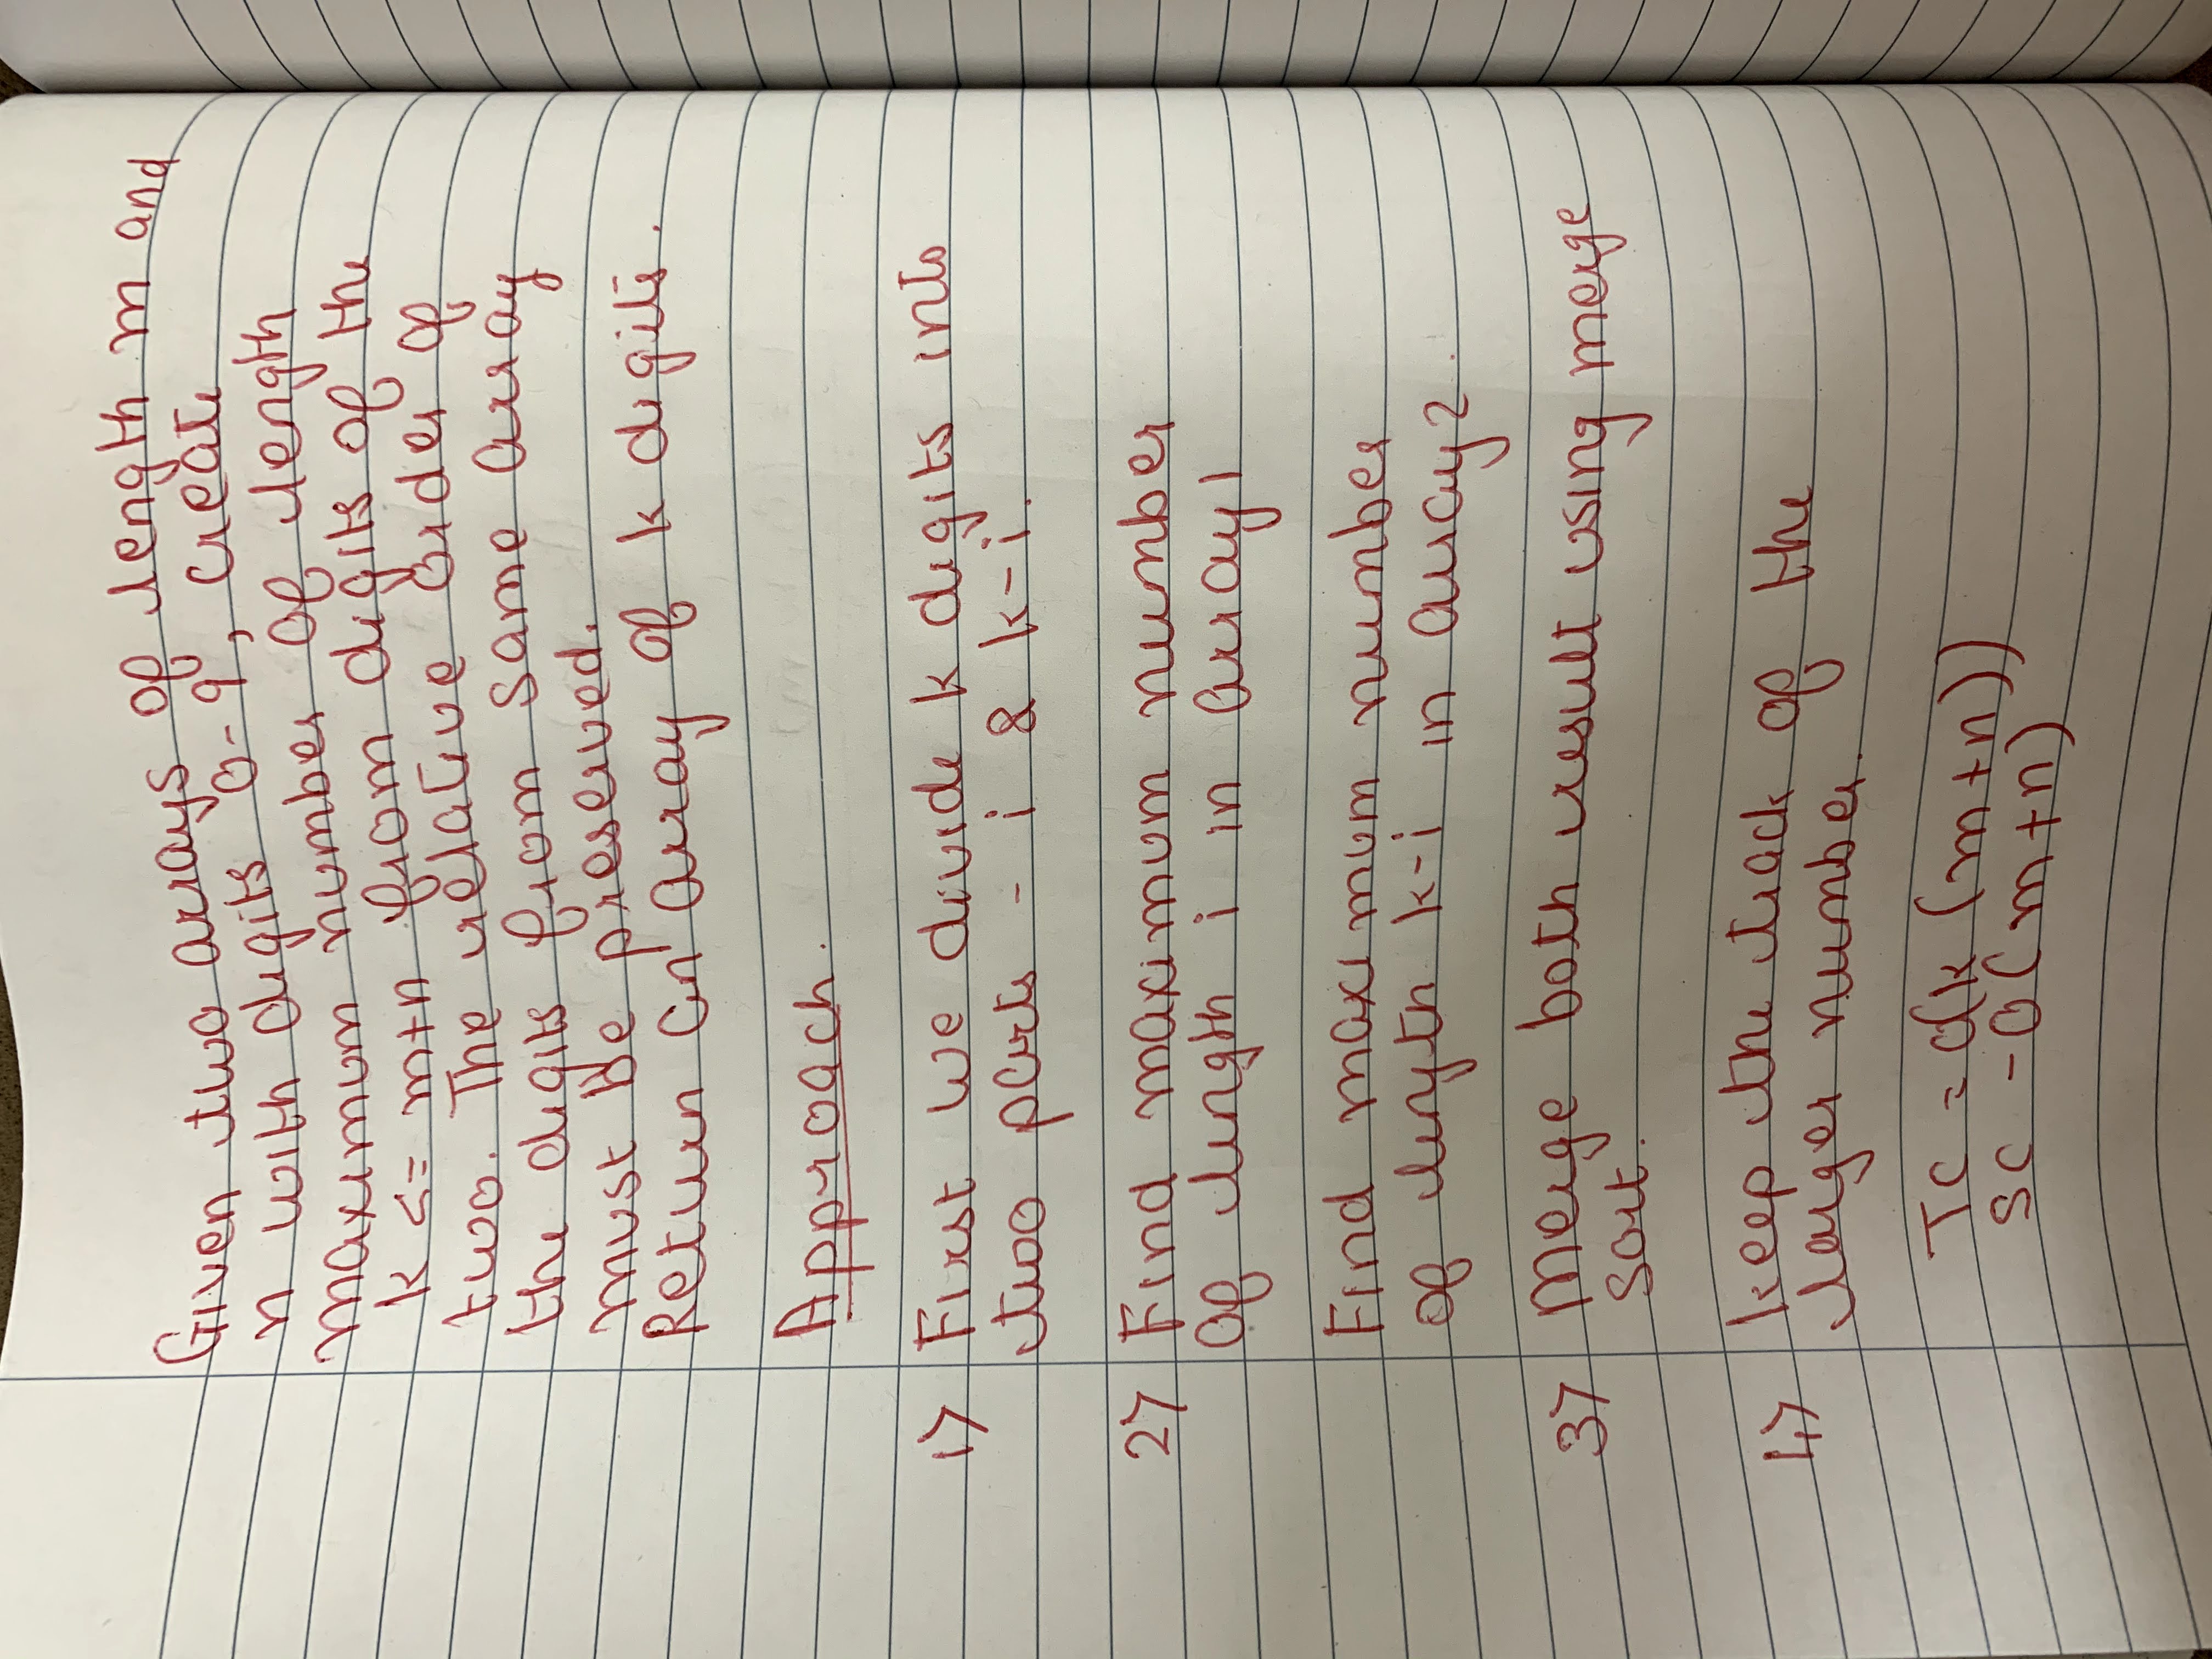 Given two arrays of length m and
n with digits 0-9, create
maximum number of length
k <= m+n from digits of the
two. The relative order of
the digits from same array
must be preserved.
Return an array of k digits.
Approach.
1> First we divide k digits into
two parts - i & k-i.
2> Find maximum number
of length i in array1
Find maximum number
of length k-i in array2.
3> Merge both result using merge
sort.
4> keep the track of the
larger number.
TC = O(k (m+n))
SC - O(m+n)